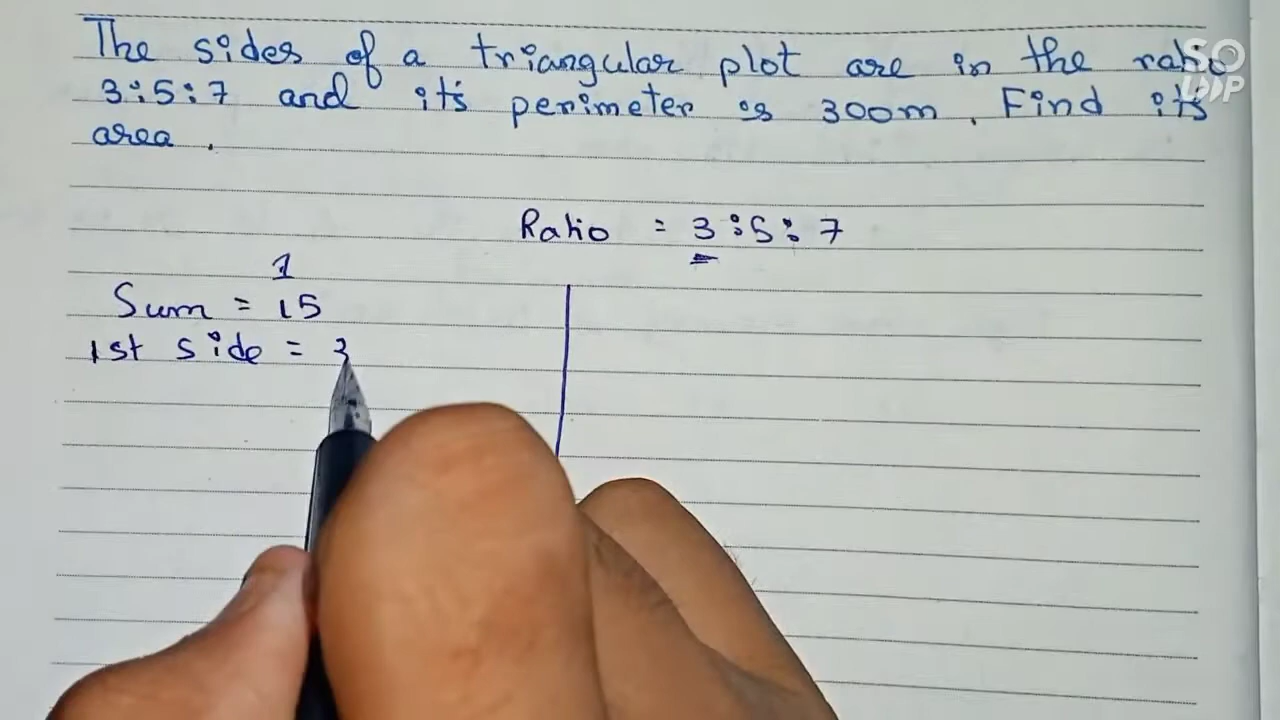 The sides of a triangular plot are in the ratio
3:5:7 and its perimeter is 300m. Find its
area.
Ratio = 3:5:7
1
Sum = 15
1st side = 3